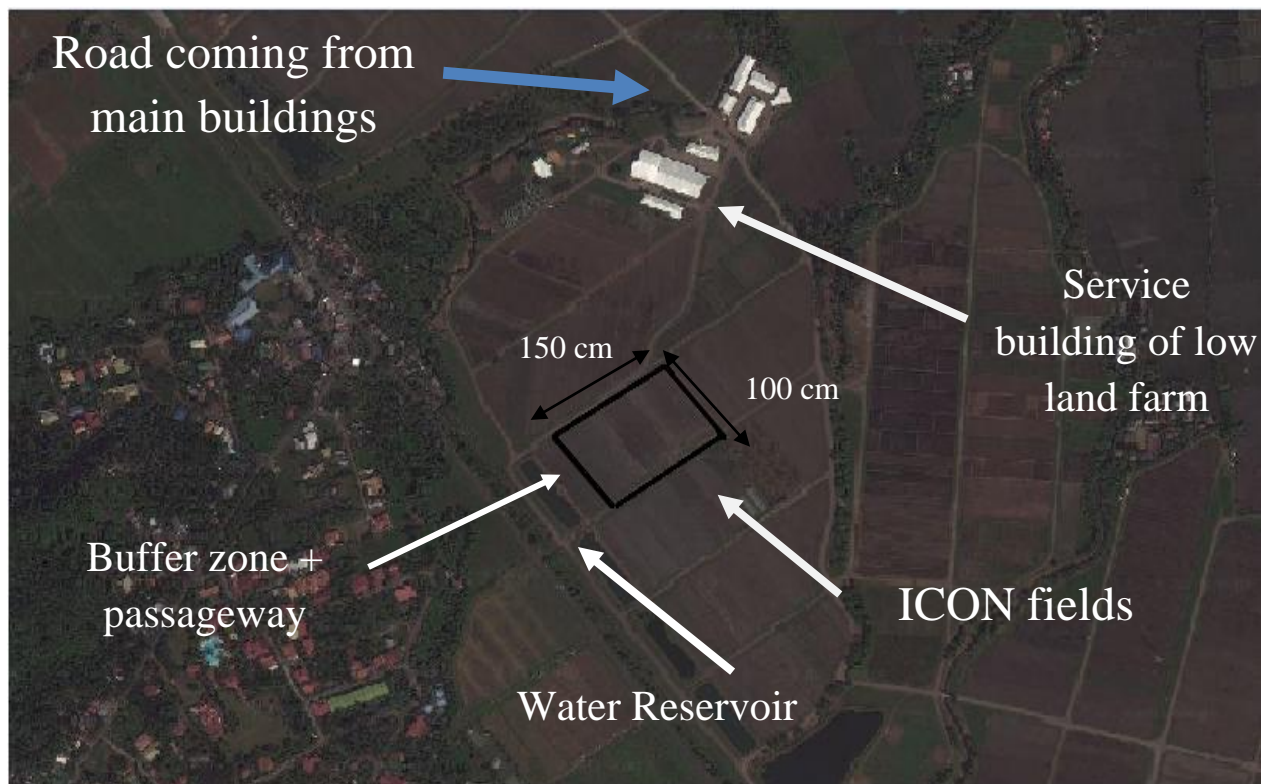 Road coming from
main buildings
Service
building of low
land farm
150 cm
100 cm
Buffer zone +
passageway
ICON fields
Water Reservoir